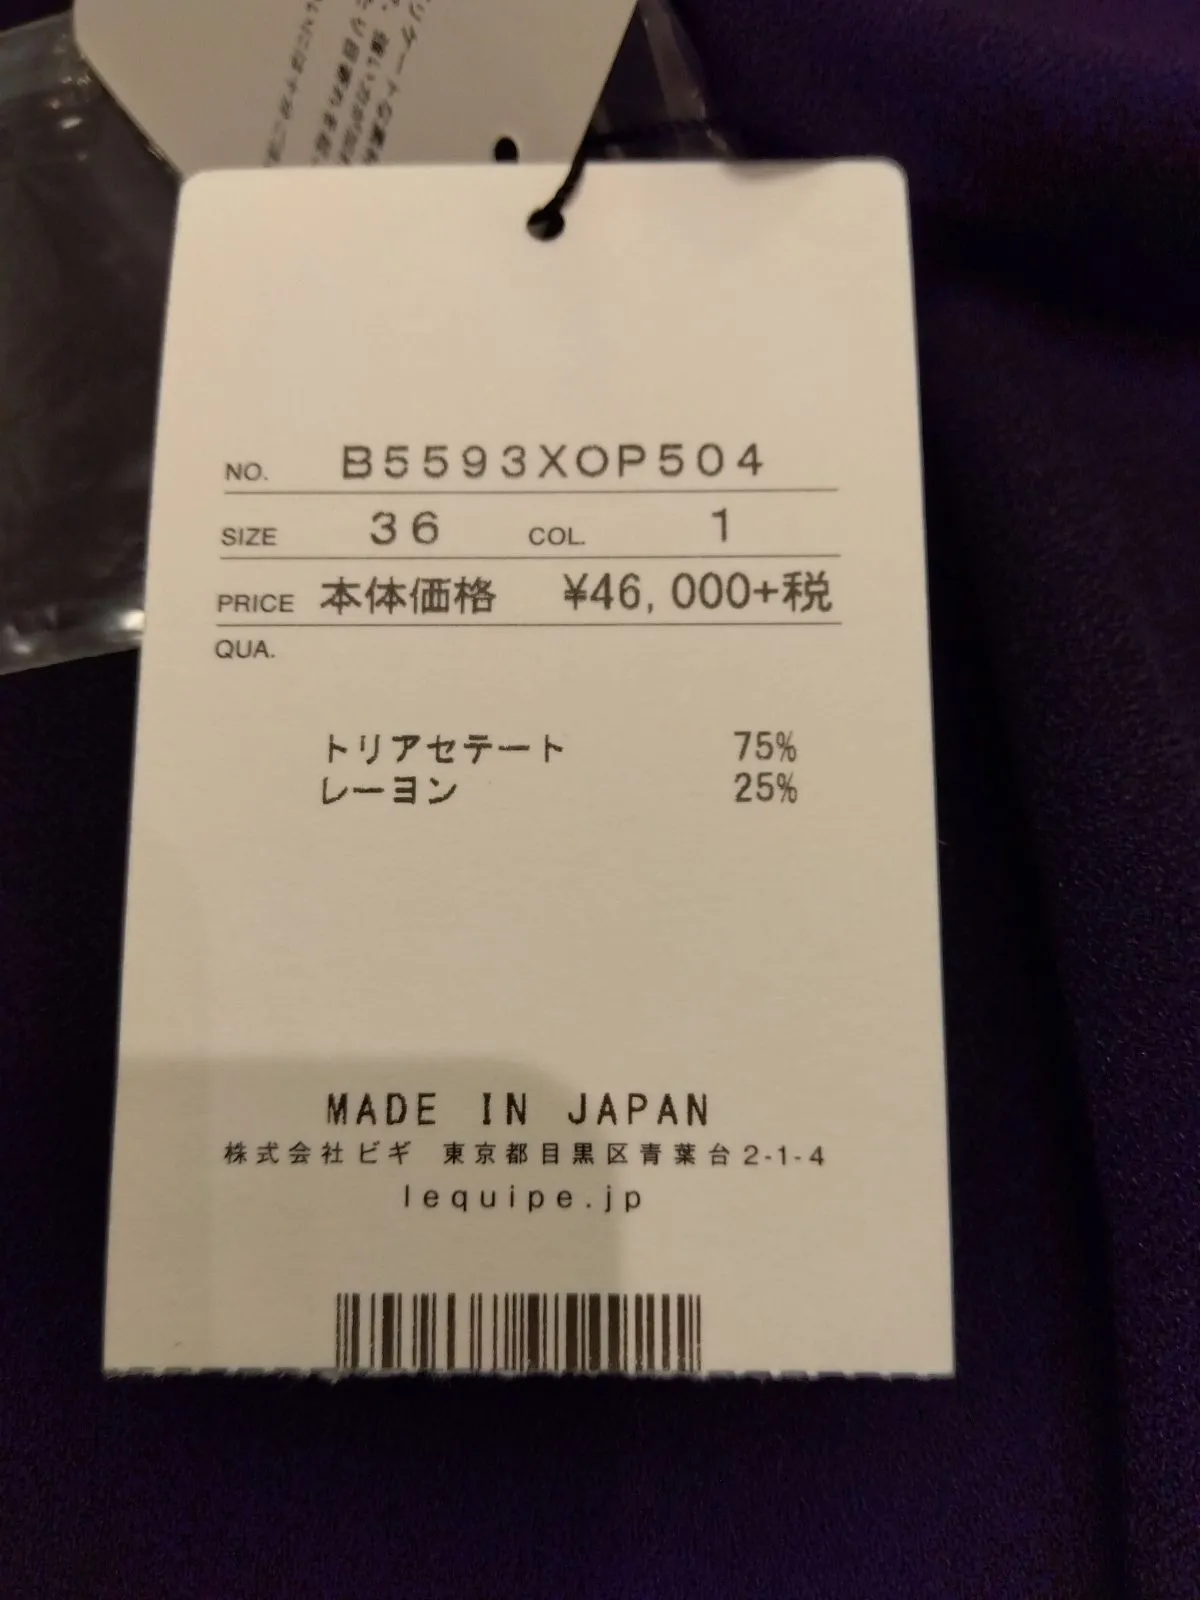 NO. B5593XOP504
SIZE 36 COL. 1
PRICE 本体価格 ¥46,000+税
QUA.
トリアセテート 75%
レーヨン 25%
MADE IN JAPAN
株式会社ビギ 東京都目黒区青葉台2-1-4
lequipe.jp